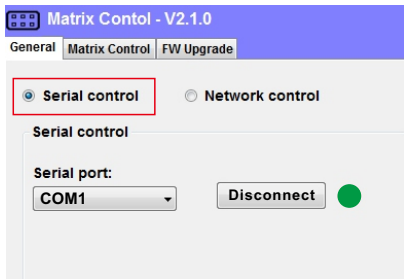 Matrix Contol - V2.1.0
General Matrix Control FW Upgrade
Serial control Network control
Serial control
Serial port:
COM1 Disconnect